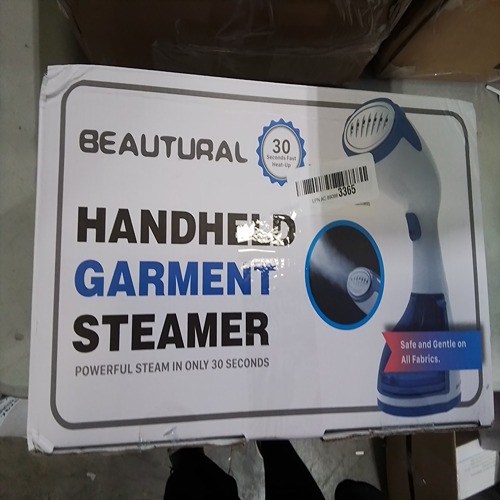 BEAUTURAL
30
Seconds Fast
Heat-Up
3365
HANDHELD
GARMENT
STEAMER
POWERFUL STEAM IN ONLY 30 SECONDS
Safe and Gentle on
All Fabrics.